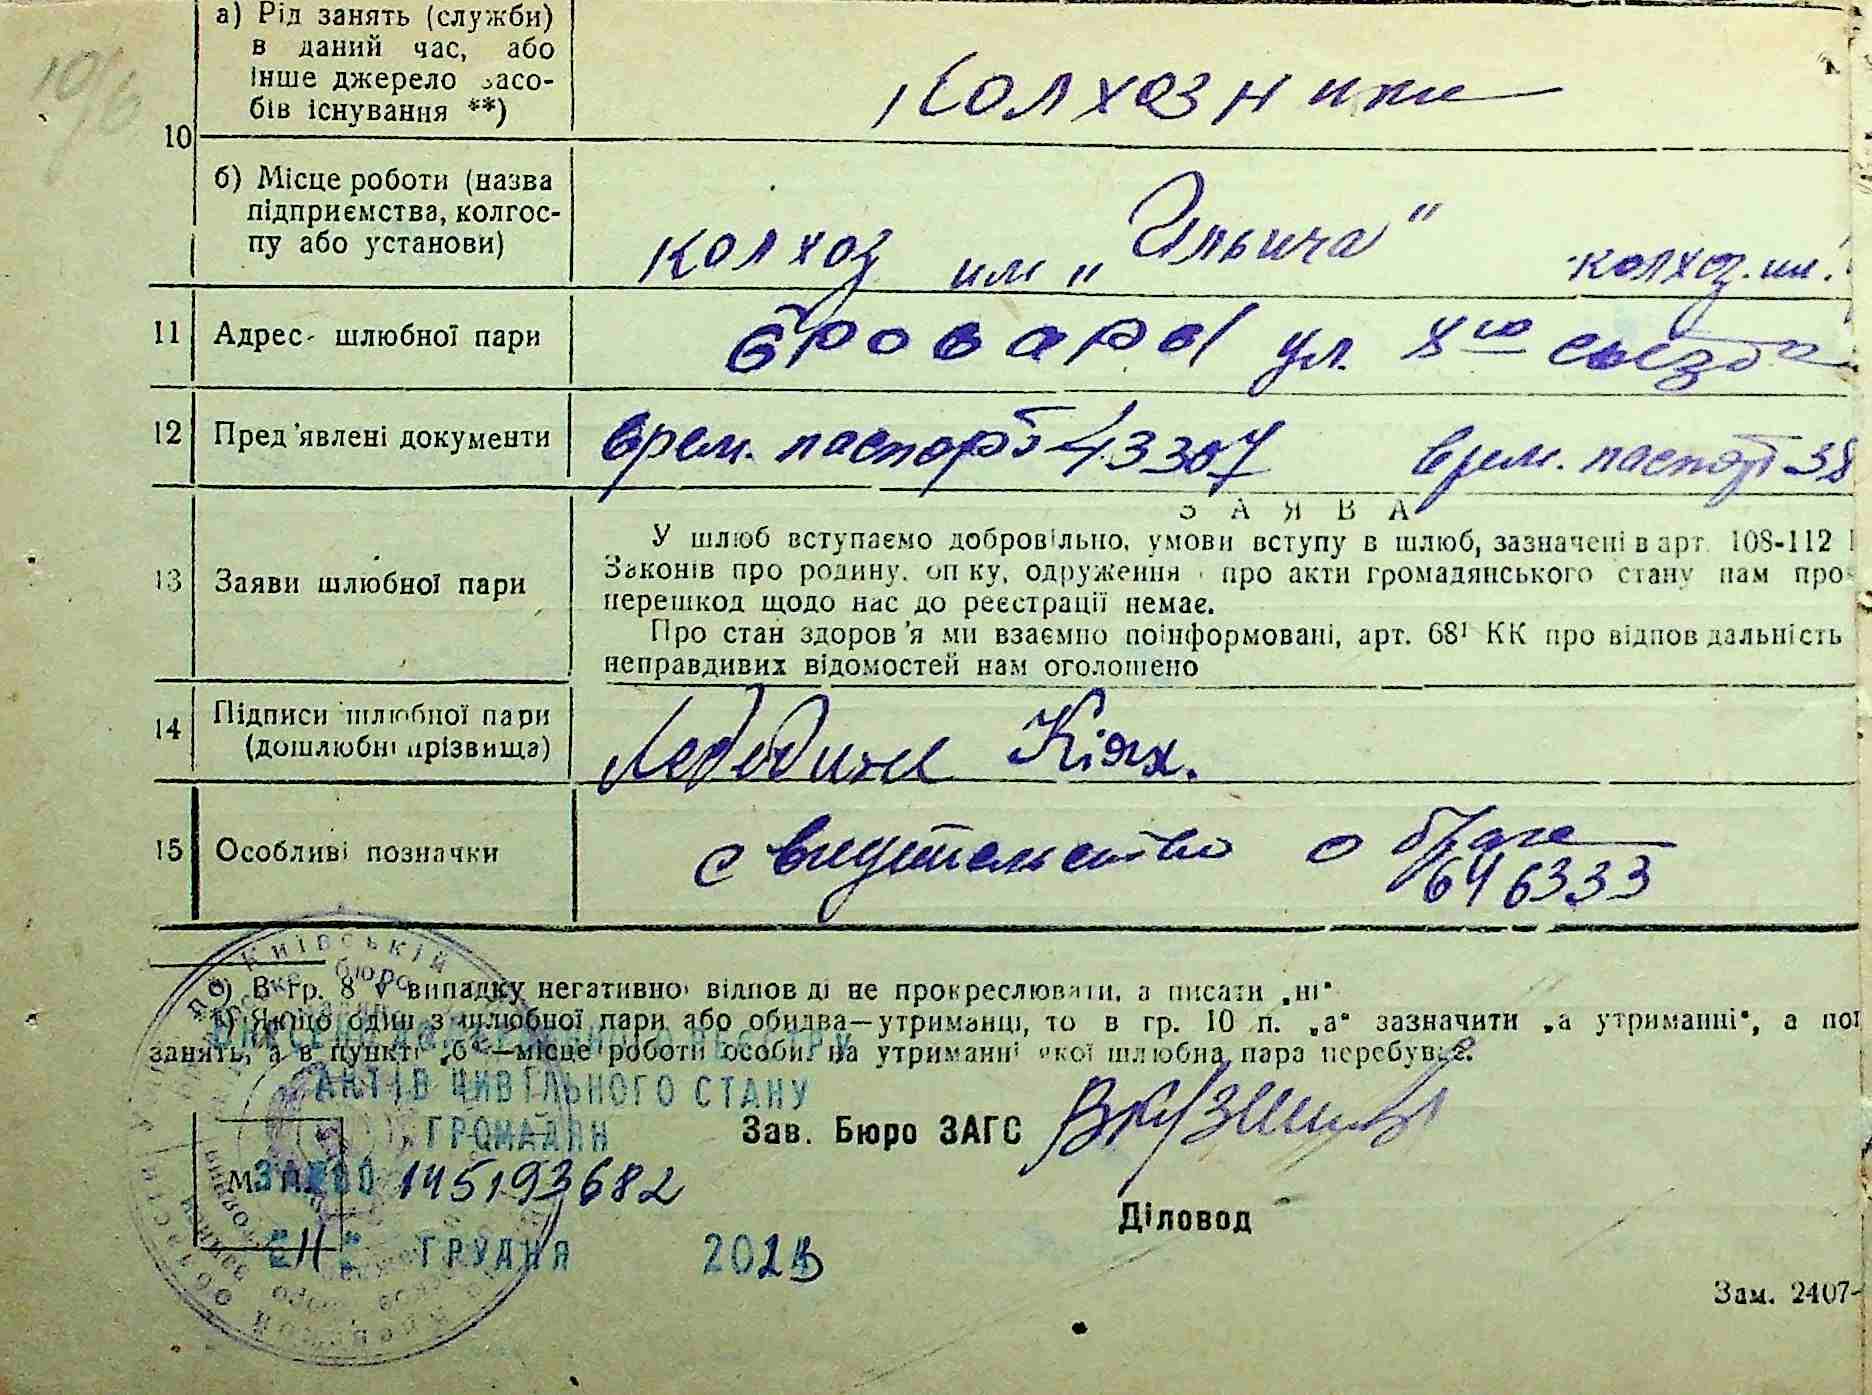 10/6
а) Рід занять (служби)
в даний час, або
інше джерело засо-
бів існування **)
колхозники
10
б) Місце роботи (назва
підприємства, колгос-
пу або установи)
колхоз им „Ильича" колхоз. им.
11 Адрес шлюбної пари
Бровары ул. 8го съезда
12 Пред'явлені документи
врем. паспорт 43307 врем. паспорт 38
ЗАЯВА
У шлюб вступаємо добровільно, умови вступу в шлюб, зазначені в арт. 108-112
13 Заяви шлюбної пари
Законів про родину, опіку, одруження і про акти громадянського стану нам про
перешкод щодо нас до реєстрації немає.
Про стан здоров'я ми взаємно поінформовані, арт. 68¹ КК про відповідальність
неправдивих відомостей нам оголошено
14 Підписи шлюбної пари
(дошлюбні прізвища)
15 Особливі позначки
свидетельство о браке
646333
*) В гр. 8 у випадку негативної відповіді не прокреслювати, а писати „ні"
**) Якщо один з шлюбної пари або обидва—утриманці, то в гр. 10 п. „а" зазначити „а утриманні", а
занять, а в пункті „б"—місце роботи особи, на утриманні якої шлюбна пара перебуває.
АКТІВ ЦИВІЛЬНОГО СТАНУ
ГРОМАДЯН
Зав. Бюро ЗАГС
М.
145193682
Діловод
"11" ГРУДНЯ 2023
Зам. 2407-